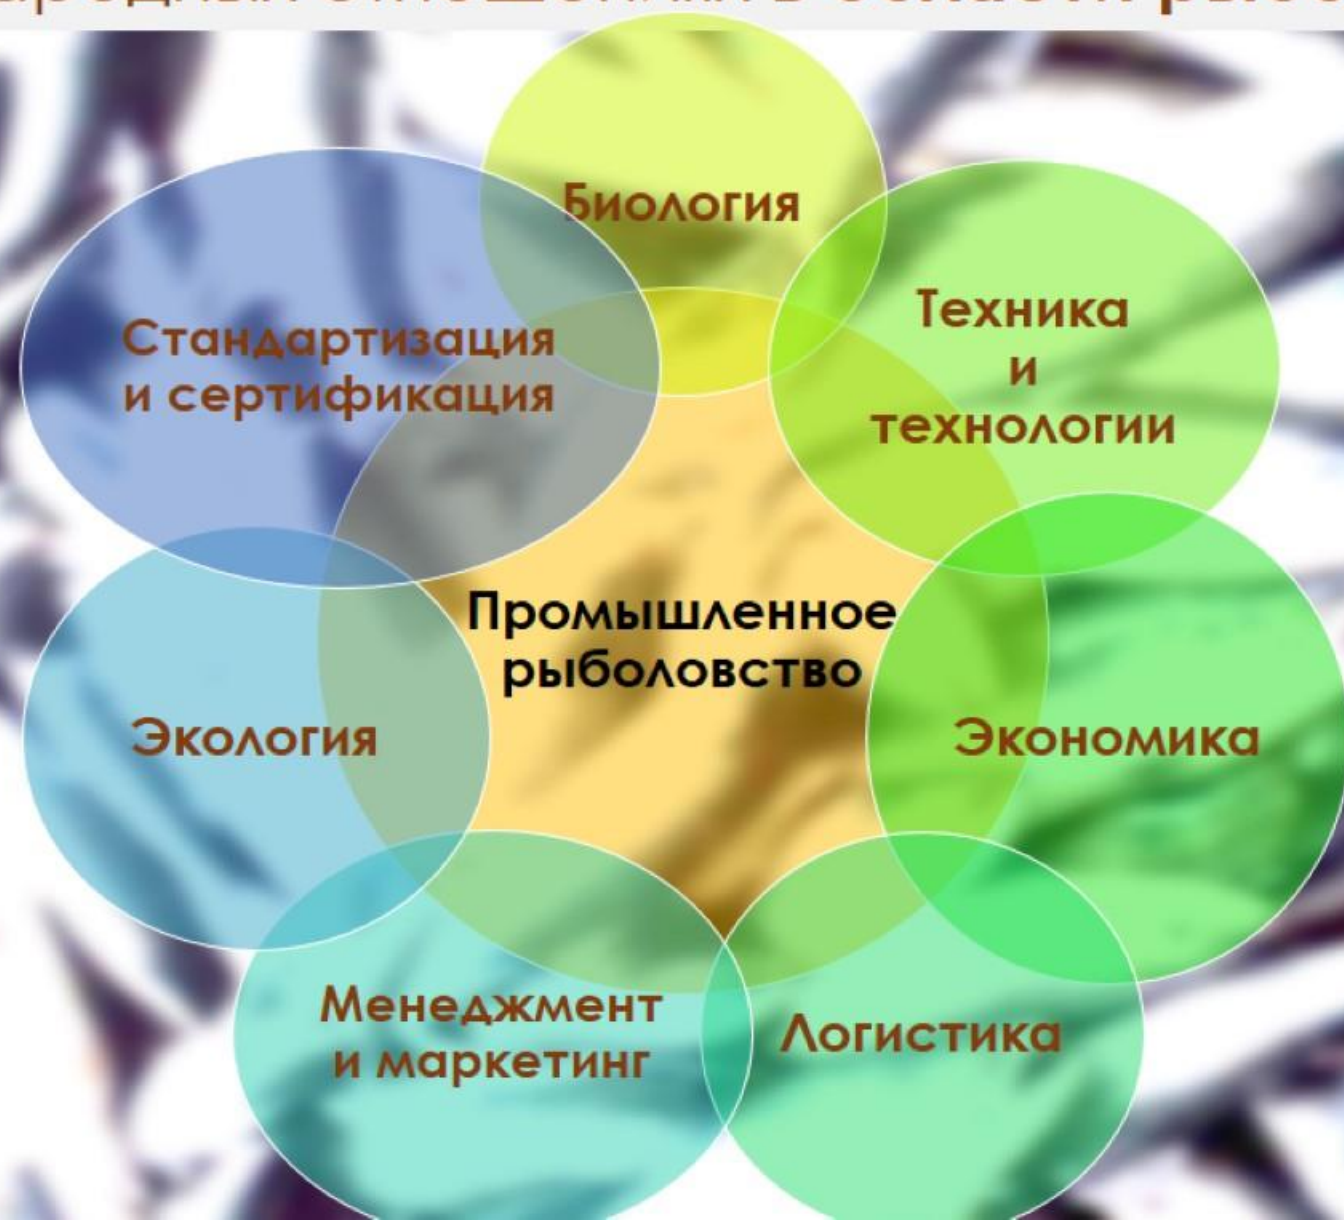 Биология
Техника
и
технологии
Стандартизация
и сертификация
Промышленное
рыболовство
Экология
Экономика
Менеджмент
и маркетинг
Логистика